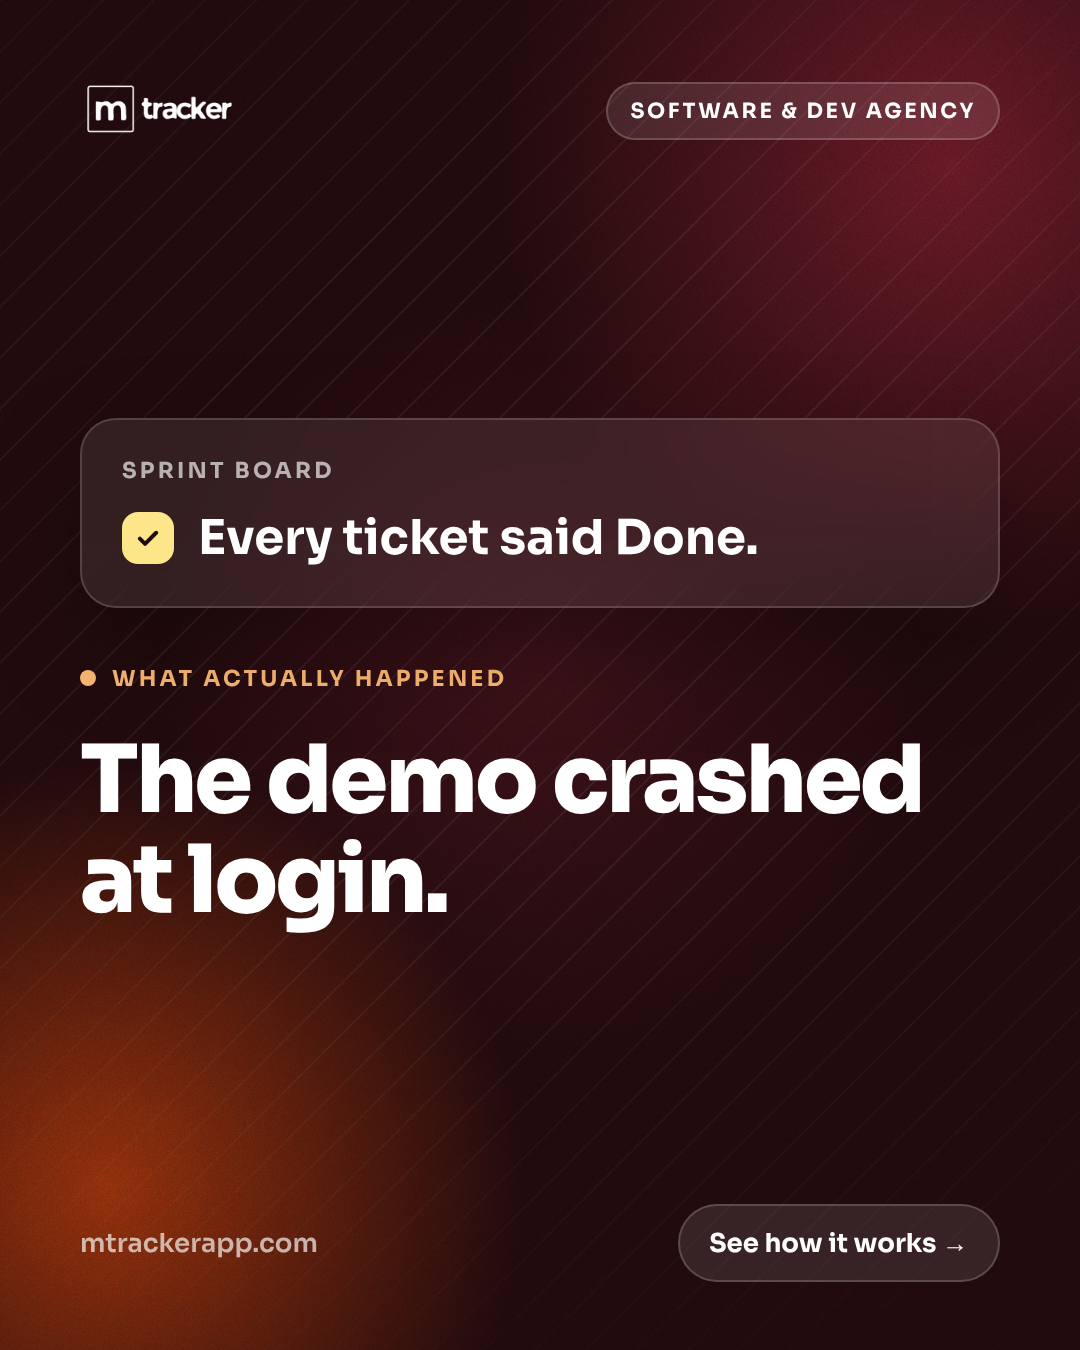 m tracker
SOFTWARE & DEV AGENCY
SPRINT BOARD
Every ticket said Done.
WHAT ACTUALLY HAPPENED
The demo crashed
at login.
mtrackerapp.com
See how it works →